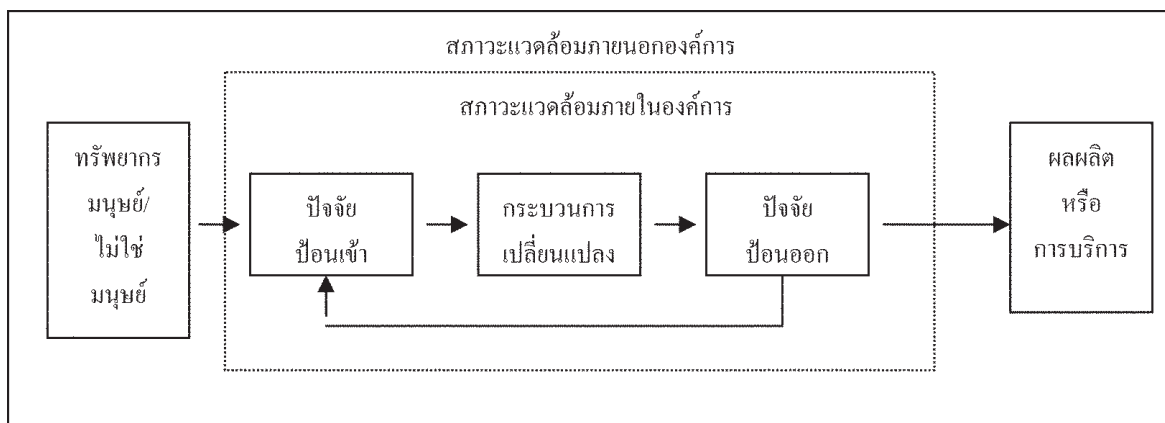 สภาวะแวดล้อมภายนอกองค์การ
สภาวะแวดล้อมภายในองค์การ
ทรัพยากร
มนุษย์/
ไม่ใช่
มนุษย์
ปัจจัย
ป้อนเข้า
กระบวนการ
เปลี่ยนแปลง
ปัจจัย
ป้อนออก
ผลผลิต
หรือ
การบริการ